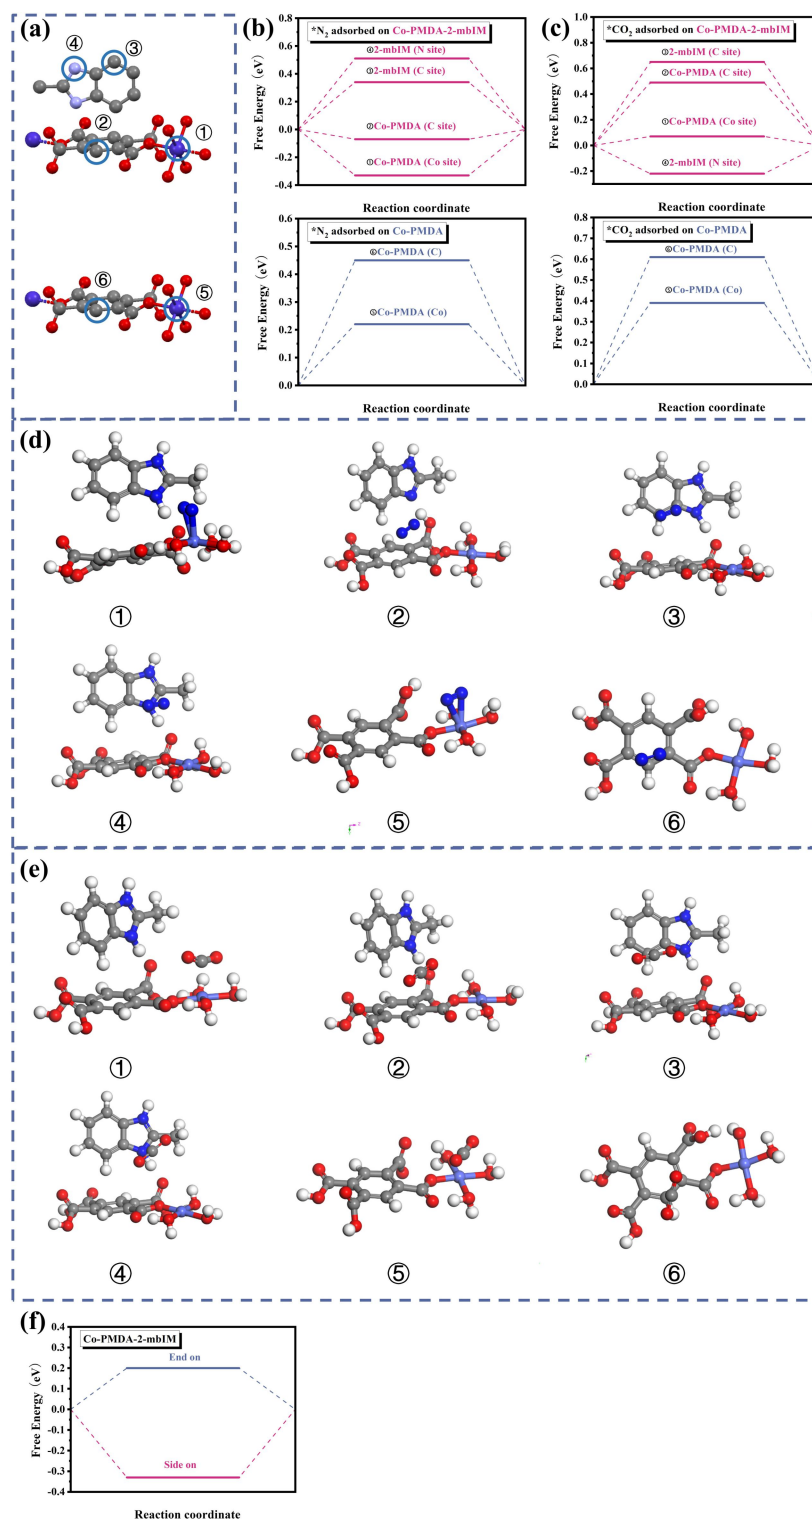 (a)
④
③
②
①
⑥
⑤
(b)
*N₂ adsorbed on Co-PMDA-2-mbIM
④2-mbIM (N site)
③2-mbIM (C site)
②Co-PMDA (C site)
①Co-PMDA (Co site)
0.8
0.6
0.4
0.2
0.0
-0.2
-0.4
Free Energy (eV)
Reaction coordinate
*N₂ adsorbed on Co-PMDA
⑥Co-PMDA (C)
⑤Co-PMDA (Co)
0.6
0.5
0.4
0.3
0.2
0.1
0.0
Free Energy (eV)
Reaction coordinate
(c)
*CO₂ adsorbed on Co-PMDA-2-mbIM
2-mbIM (C site)
Co-PMDA (C site)
Co-PMDA (Co site)
④2-mbIM (N site)
1.0
0.8
0.6
0.4
0.2
0.0
-0.2
Free Energy (eV)
Reaction coordinate
*CO₂ adsorbed on Co-PMDA
⑥Co-PMDA (C)
⑤Co-PMDA (Co)
0.8
0.7
0.6
0.5
0.4
0.3
0.2
0.1
0.0
Free Energy (eV)
Reaction coordinate
(d)
①
②
③
④
⑤
⑥
(e)
①
②
③
④
⑤
⑥
(f)
Co-PMDA-2-mbIM
End on
Side on
0.4
0.3
0.2
0.1
0.0
-0.1
-0.2
-0.3
-0.4
Free Energy (eV)
Reaction coordinate